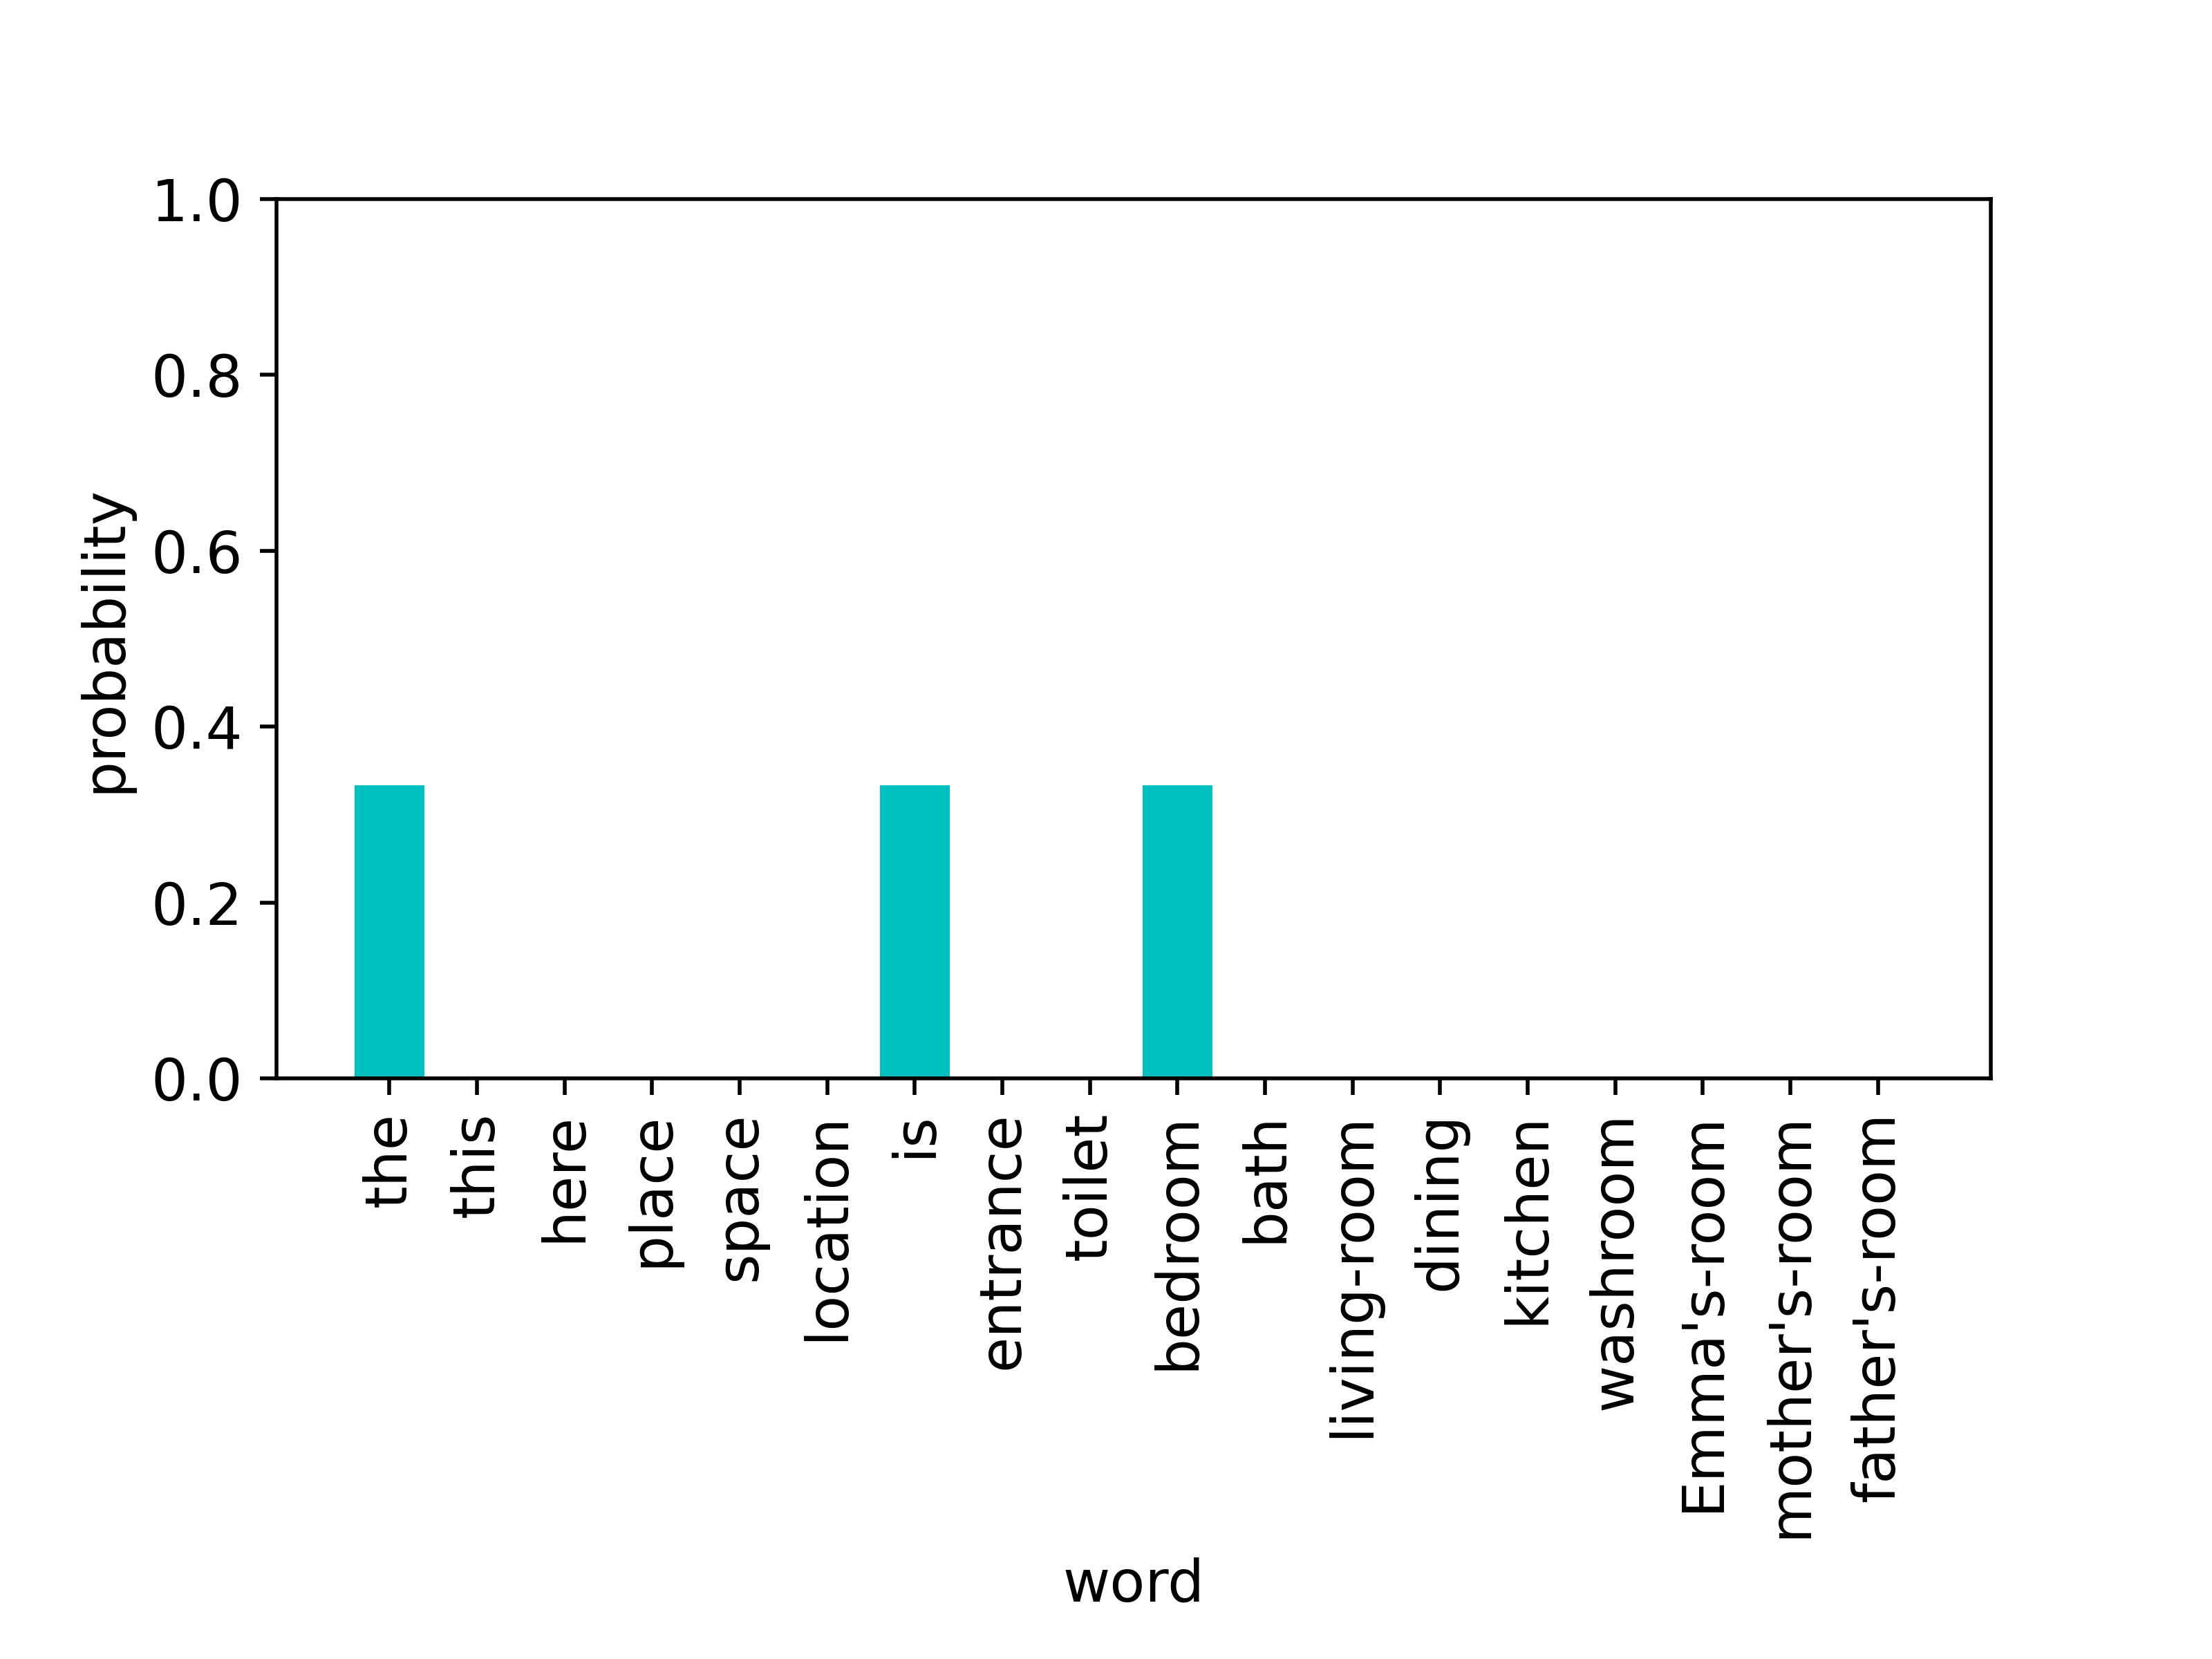 1.0
0.8
0.6
0.4
0.2
0.0
probability
the
this
here
place
space
location
is
entrance
toilet
bedroom
bath
living-room
dining
kitchen
washroom
Emma's-room
mother's-room
father's-room
word